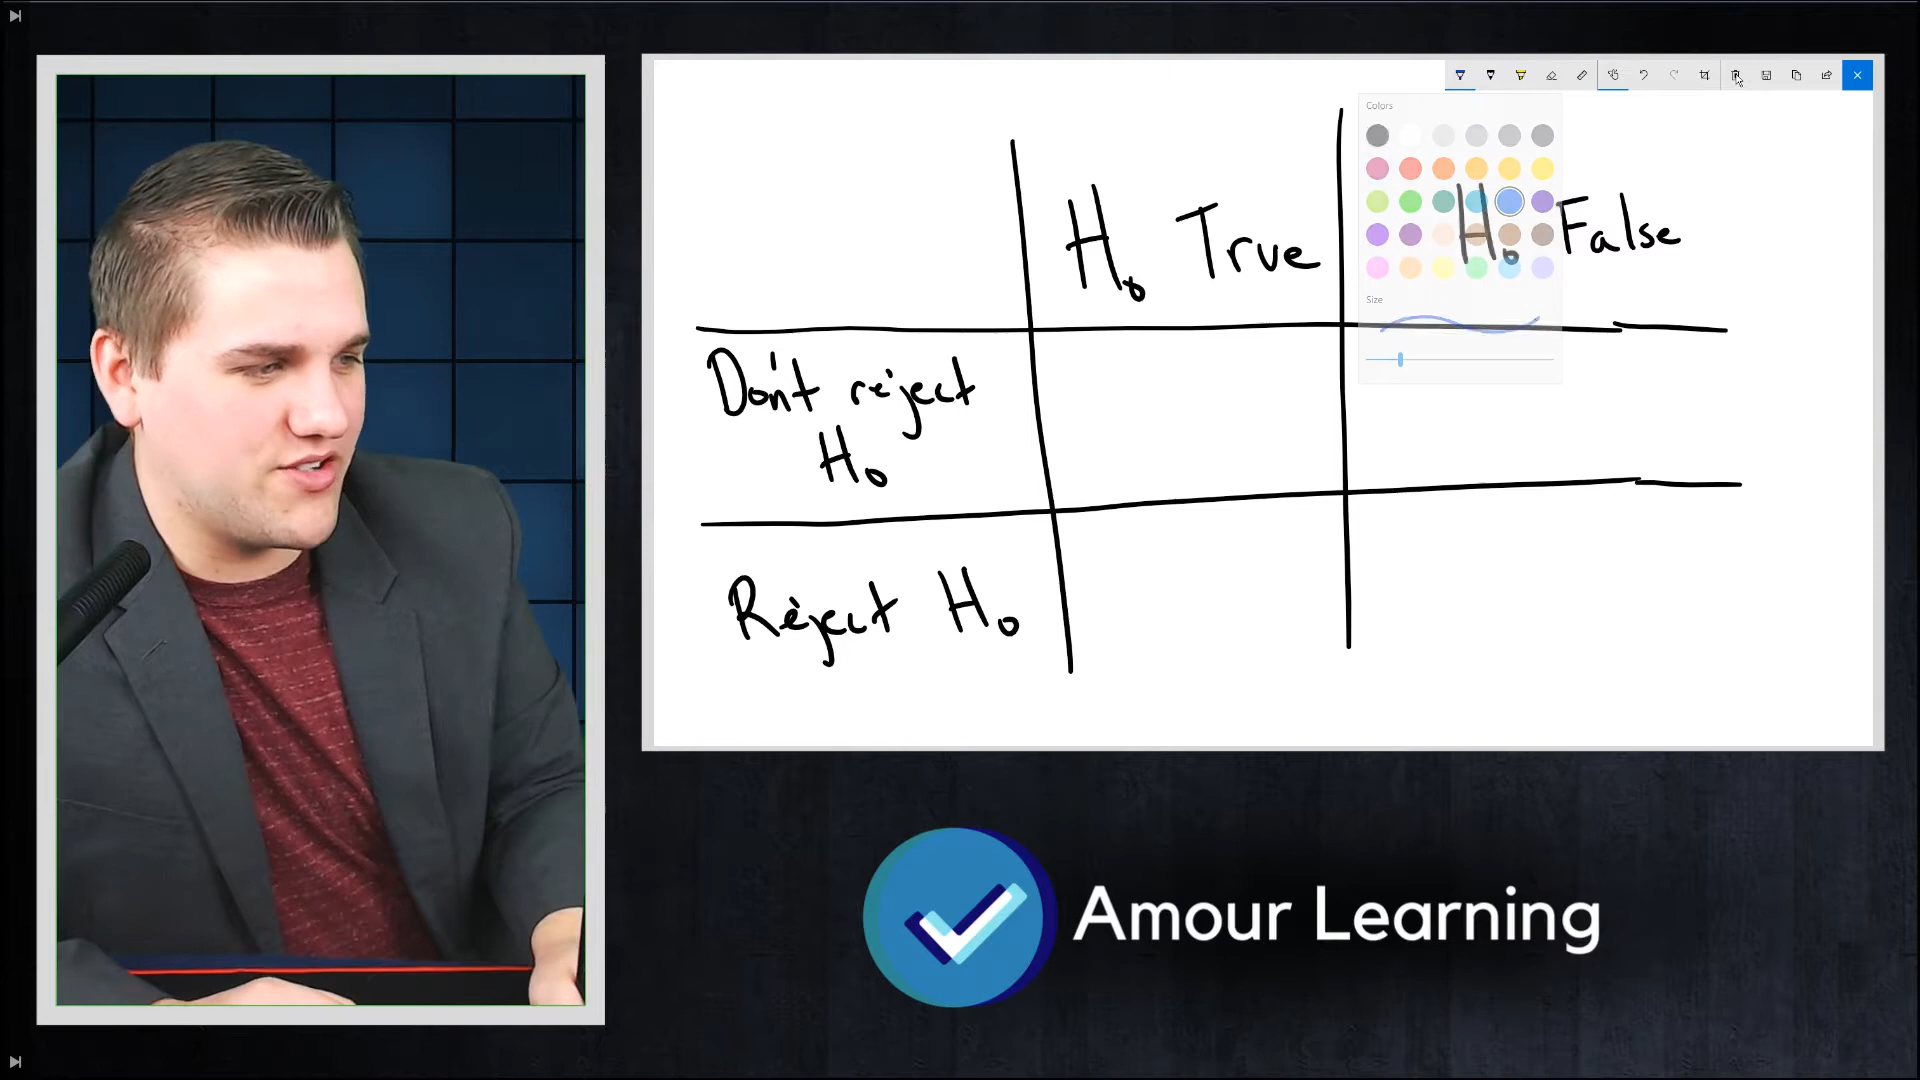 Colors
H₀ True
H₀ False
Size
Don't reject
H₀
Reject H₀
Amour Learning